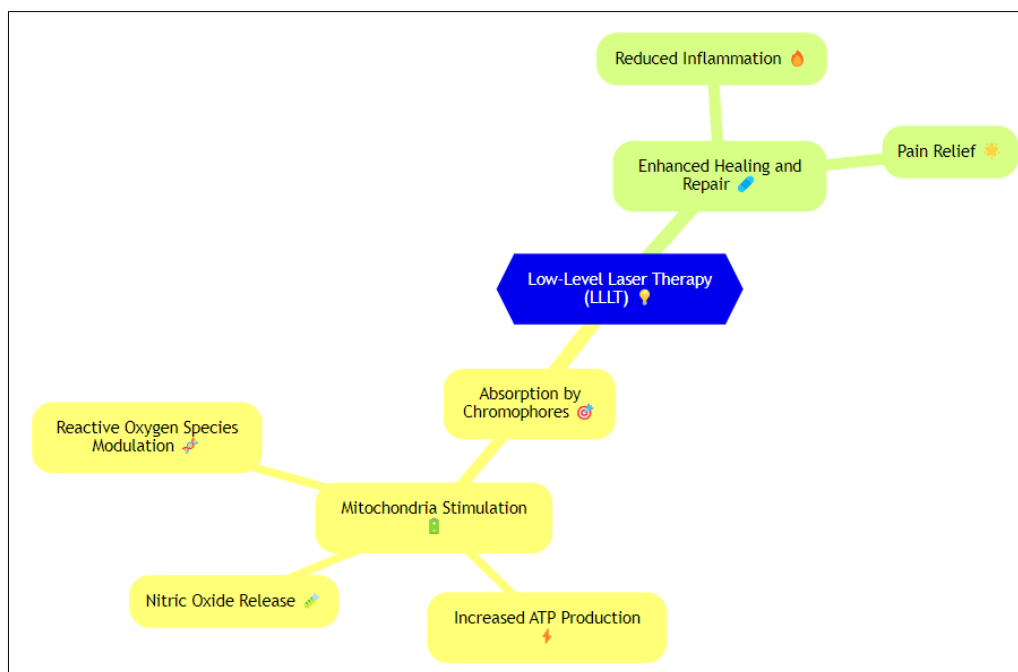 Reduced Inflammation 🔥
Enhanced Healing and
Repair 🩹
Pain Relief 🌟
Low-Level Laser Therapy
(LLLT) 💡
Absorption by
Chromophores 🎯
Reactive Oxygen Species
Modulation 🧬
Mitochondria Stimulation
🔋
Nitric Oxide Release 🧪
Increased ATP Production
⚡